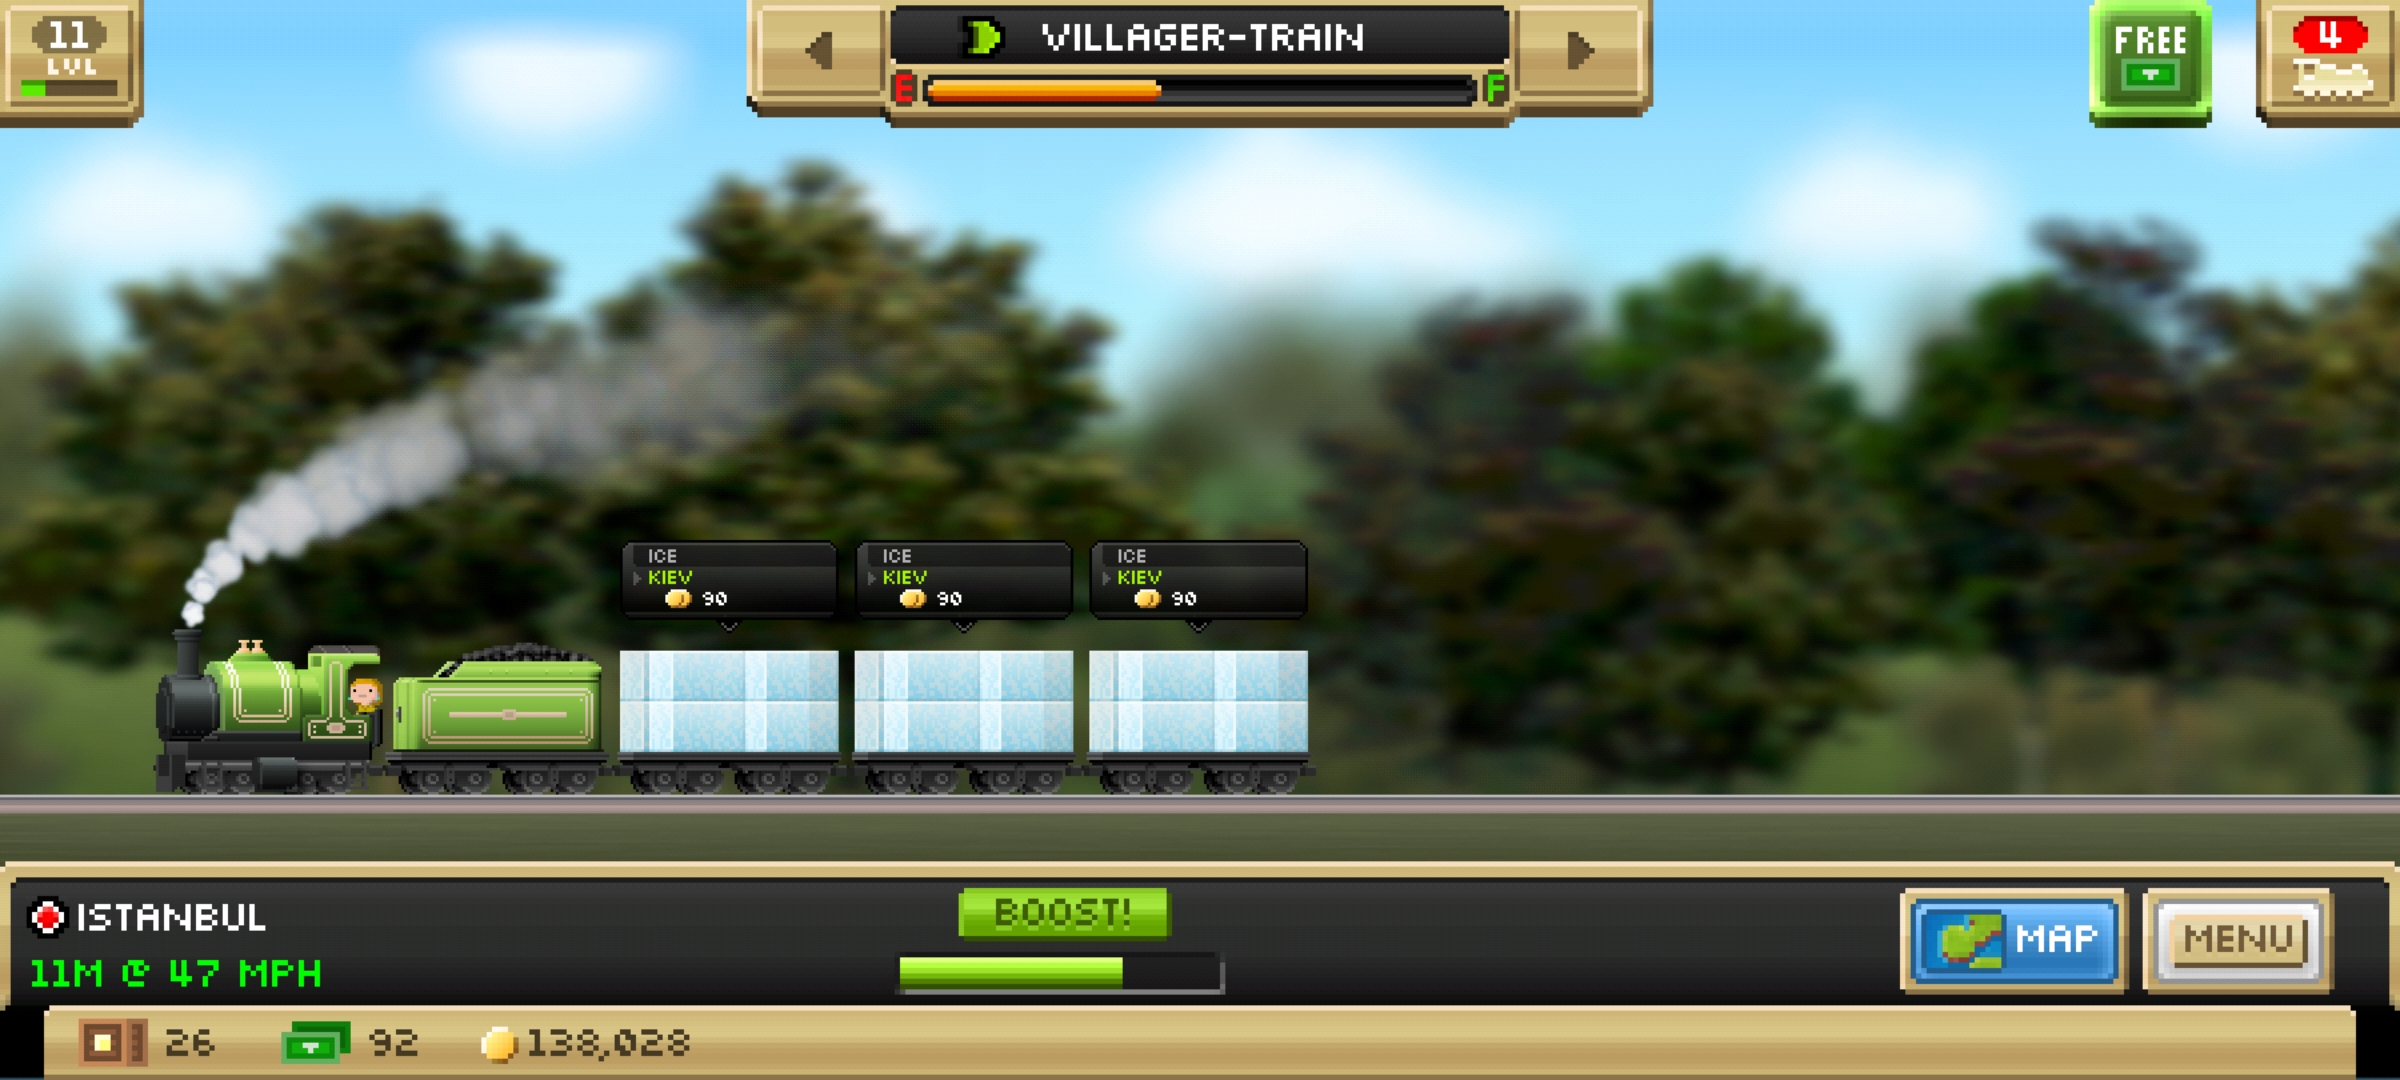 11
LVL
VILLAGER-TRAIN
E F
FREE
4
ICE
KIEV
90
ICE
KIEV
90
ICE
KIEV
90
ISTANBUL
11M @ 47 MPH
BOOST!
MAP
MENU
26
92
138,028